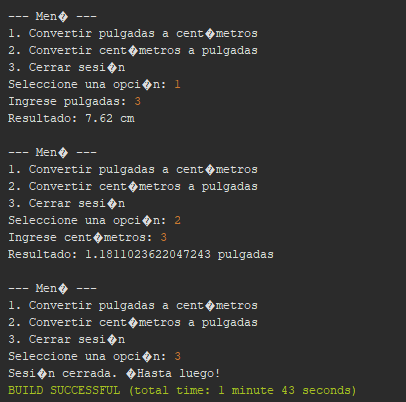 --- Men� ---
1. Convertir pulgadas a cent�metros
2. Convertir cent�metros a pulgadas
3. Cerrar sesi�n
Seleccione una opci�n: 1
Ingrese pulgadas: 3
Resultado: 7.62 cm
--- Men� ---
1. Convertir pulgadas a cent�metros
2. Convertir cent�metros a pulgadas
3. Cerrar sesi�n
Seleccione una opci�n: 2
Ingrese cent�metros: 3
Resultado: 1.1811023622047243 pulgadas
--- Men� ---
1. Convertir pulgadas a cent�metros
2. Convertir cent�metros a pulgadas
3. Cerrar sesi�n
Seleccione una opci�n: 3
Sesi�n cerrada. �Hasta luego!
BUILD SUCCESSFUL (total time: 1 minute 43 seconds)